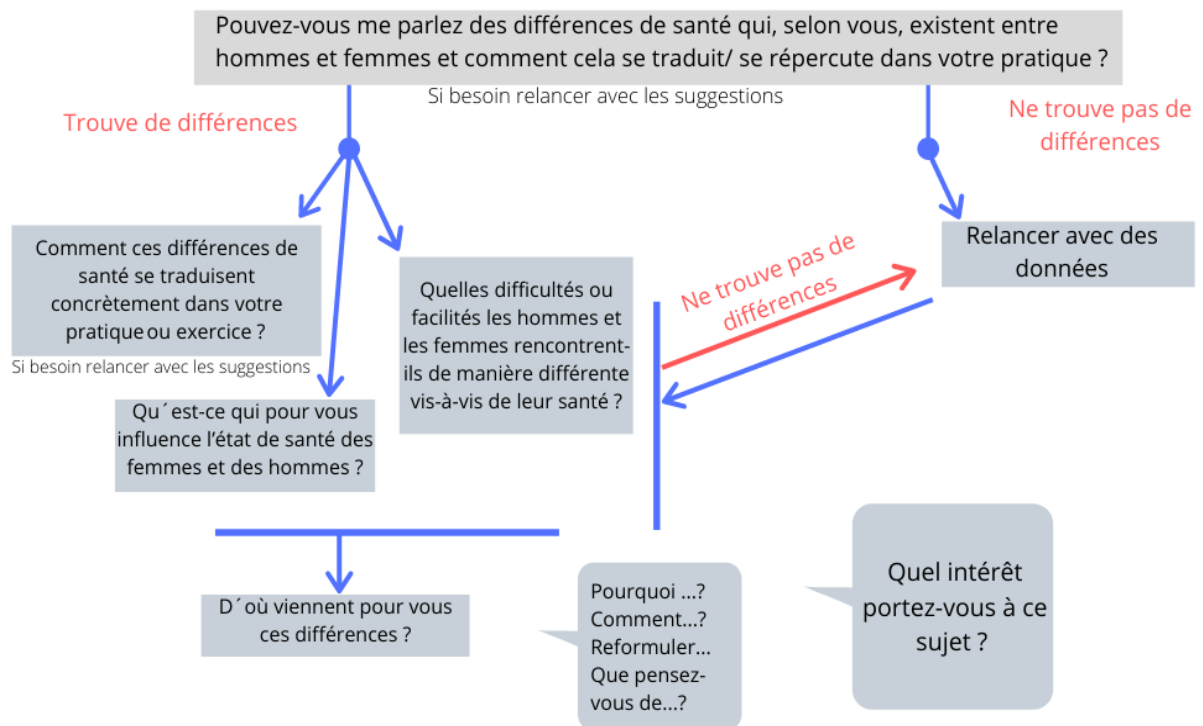 Pouvez-vous me parlez des différences de santé qui, selon vous, existent entre
hommes et femmes et comment cela se traduit/ se répercute dans votre pratique ?
Si besoin relancer avec les suggestions
Trouve de différences
Ne trouve pas de
différences
Comment ces différences de
santé se traduisent
concrètement dans votre
pratique ou exercice ?
Si besoin relancer avec les suggestions
Qu´est-ce qui pour vous
influence l'état de santé des
femmes et des hommes ?
Quelles difficultés ou
facilités les hommes et
les femmes rencontrent-
ils de manière différente
vis-à-vis de leur santé ?
Ne trouve pas de
différences
Relancer avec des
données
D´où viennent pour vous
ces différences ?
Pourquoi ...?
Comment...?
Reformuler...
Que pensez-
vous de...?
Quel intérêt
portez-vous à ce
sujet ?